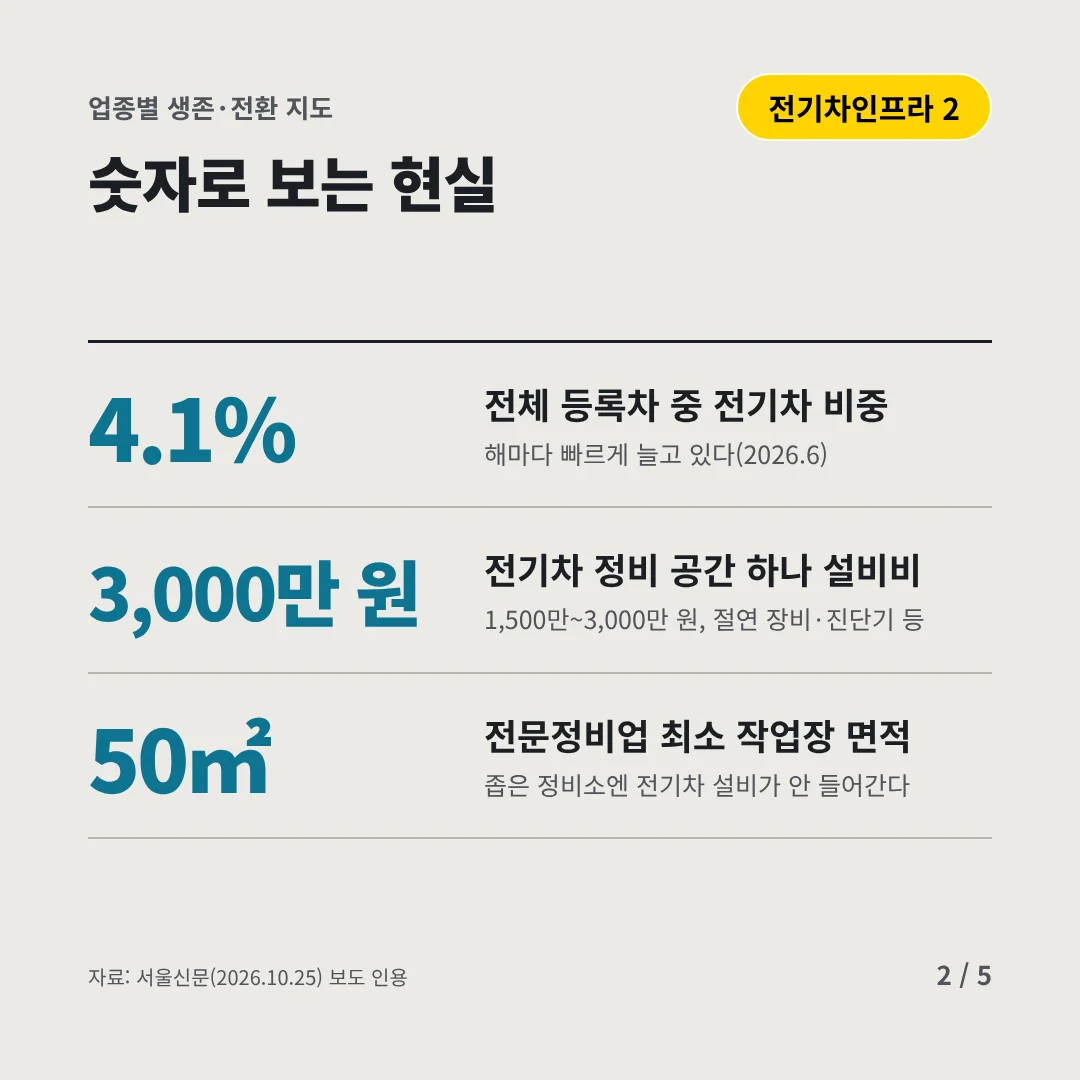 업종별 생존·전환 지도
전기차인프라 2
숫자로 보는 현실
4.1%
전체 등록차 중 전기차 비중
해마다 빠르게 늘고 있다(2026.6)
3,000만 원
전기차 정비 공간 하나 설비비
1,500만~3,000만 원, 절연 장비·진단기 등
50㎡
전문정비업 최소 작업장 면적
좁은 정비소엔 전기차 설비가 안 들어간다
자료: 서울신문(2026.10.25) 보도 인용
2 / 5